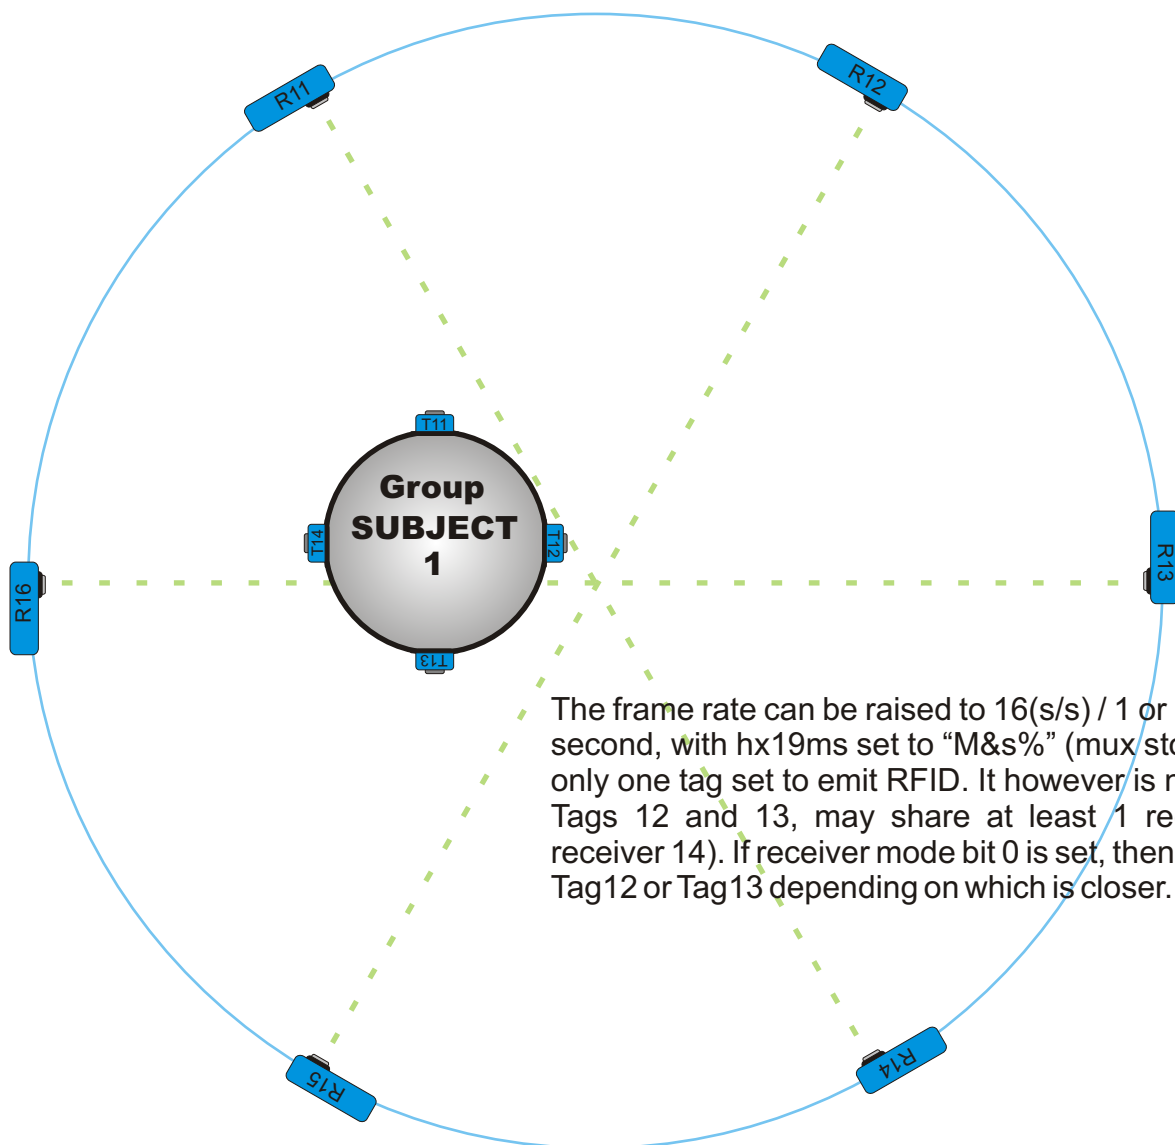 R11
R12
T11
Group
SUBJECT
1
T14
T12
R13
R16
T13
The frame rate can be raised to 16(s/s) / 1 or
second, with hx19ms set to “M&s%” (mux sto
only one tag set to emit RFID. It however is n
Tags 12 and 13, may share at least 1 re
receiver 14). If receiver mode bit 0 is set, then
Tag12 or Tag13 depending on which is closer.
R14
R15